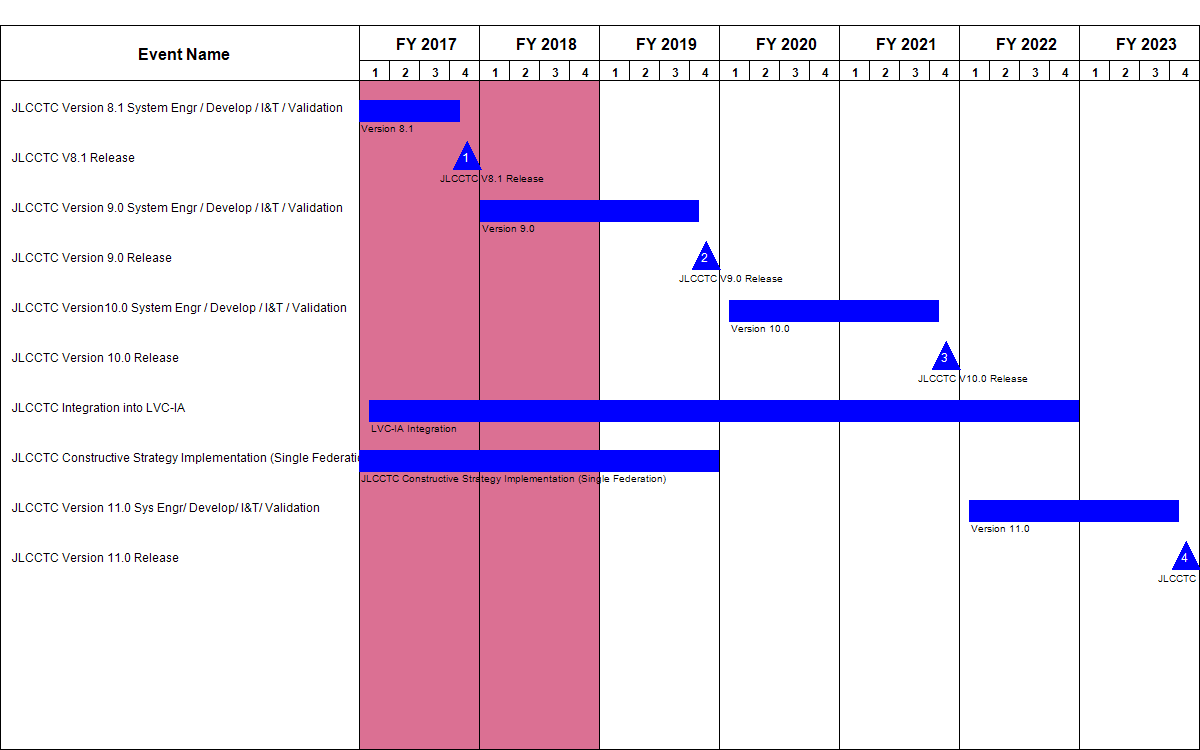 Event Name
FY 2017 FY 2018 FY 2019 FY 2020 FY 2021 FY 2022 FY 2023
1 2 3 4 1 2 3 4 1 2 3 4 1 2 3 4 1 2 3 4 1 2 3 4 1 2 3 4
JLCCTC Version 8.1 System Engr / Develop / I&T / Validation
Version 8.1
JLCCTC V8.1 Release
1
JLCCTC V8.1 Release
JLCCTC Version 9.0 System Engr / Develop / I&T / Validation
Version 9.0
JLCCTC Version 9.0 Release
2
JLCCTC V9.0 Release
JLCCTC Version10.0 System Engr / Develop / I&T / Validation
Version 10.0
JLCCTC Version 10.0 Release
3
JLCCTC V10.0 Release
JLCCTC Integration into LVC-IA
LVC-IA Integration
JLCCTC Constructive Strategy Implementation (Single Federatio
JLCCTC Constructive Strategy Implementation (Single Federation)
JLCCTC Version 11.0 Sys Engr/ Develop/ I&T/ Validation
Version 11.0
JLCCTC Version 11.0 Release
4
JLCCTC